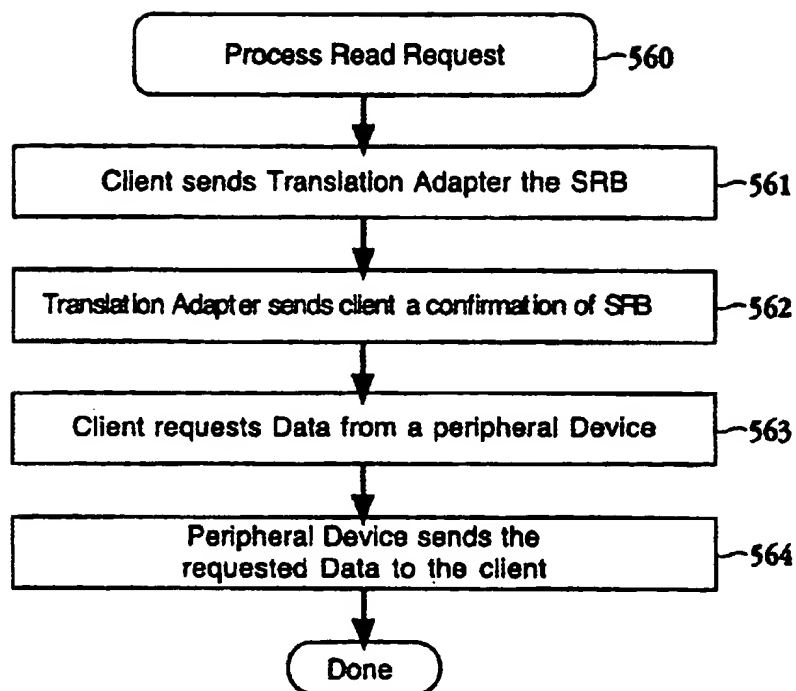 Process Read Request
560
Client sends Translation Adapter the SRB
561
Translation Adapter sends client a confirmation of SRB
562
Client requests Data from a peripheral Device
563
Peripheral Device sends the
requested Data to the client
564
Done